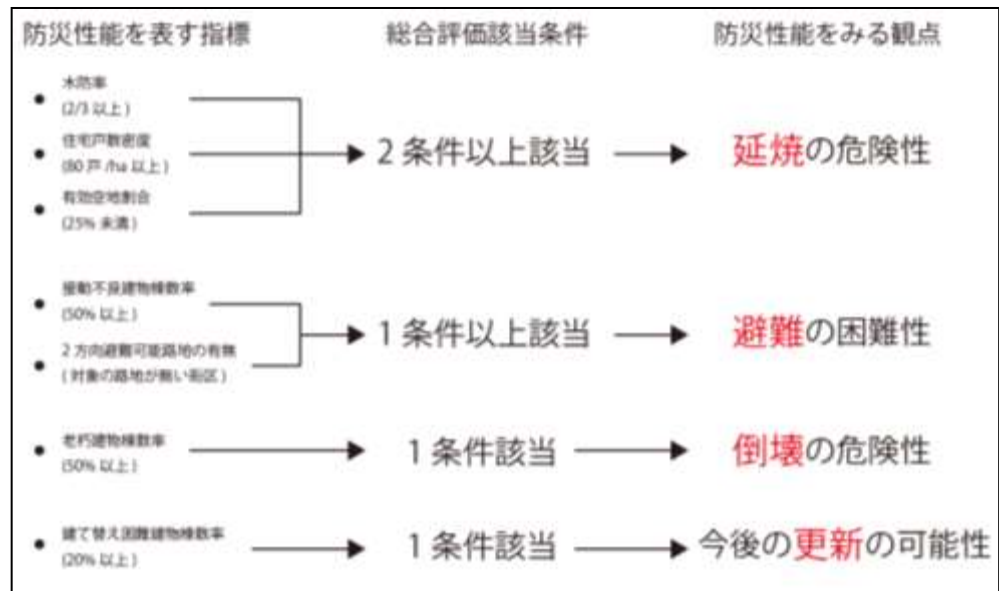 防災性能を表す指標
総合評価該当条件
防災性能をみる観点
木防率
(2/3 以上)
住宅戸数密度
(80 戸 /ha 以上)
有効空地割合
(25% 未満)
2 条件以上該当
延焼の危険性
接動不良建物棟数率
(50% 以上)
2 方向避難可能路地の有無
(対象の路地が無い街区)
1 条件以上該当
避難の困難性
老朽建物棟数率
(50% 以上)
1 条件該当
倒壊の危険性
建て替え困難建物棟数率
(20% 以上)
1 条件該当
今後の更新の可能性